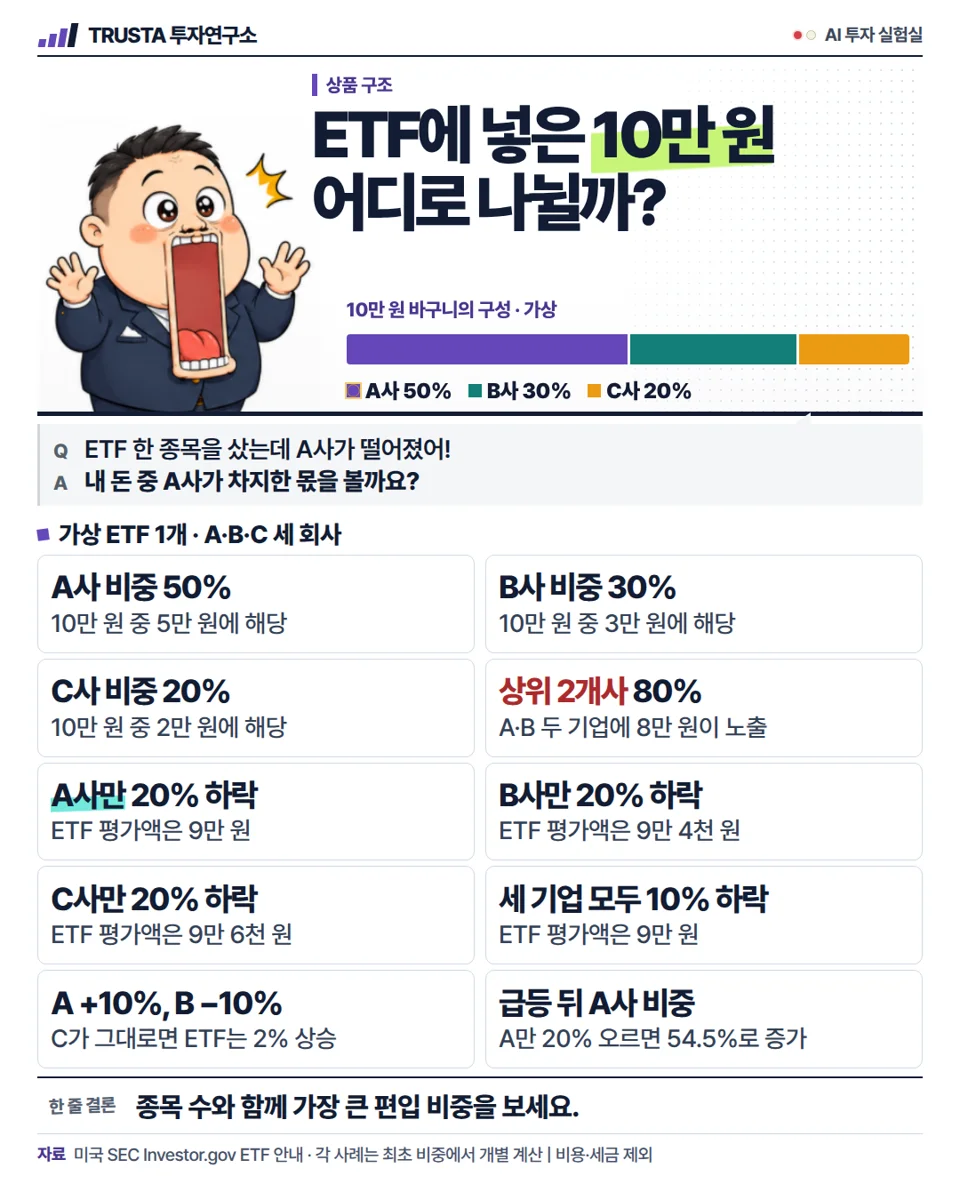 TRUSTA 투자연구소
AI 투자 실험실
상품 구조
ETF에 넣은 10만 원
어디로 나뉠까?
10만 원 바구니의 구성 · 가상
A사 50% B사 30% C사 20%
Q ETF 한 종목을 샀는데 A사가 떨어졌어!
A 내 돈 중 A사가 차지한 몫을 볼까요?
가상 ETF 1개 · A·B·C 세 회사
A사 비중 50%
10만 원 중 5만 원에 해당
B사 비중 30%
10만 원 중 3만 원에 해당
C사 비중 20%
10만 원 중 2만 원에 해당
상위 2개사 80%
A·B 두 기업에 8만 원이 노출
A사만 20% 하락
ETF 평가액은 9만 원
B사만 20% 하락
ETF 평가액은 9만 4천 원
C사만 20% 하락
ETF 평가액은 9만 6천 원
세 기업 모두 10% 하락
ETF 평가액은 9만 원
A +10%, B −10%
C가 그대로면 ETF는 2% 상승
급등 뒤 A사 비중
A만 20% 오르면 54.5%로 증가
한 줄 결론 종목 수와 함께 가장 큰 편입 비중을 보세요.
자료 미국 SEC Investor.gov ETF 안내 · 각 사례는 최초 비중에서 개별 계산 | 비용·세금 제외